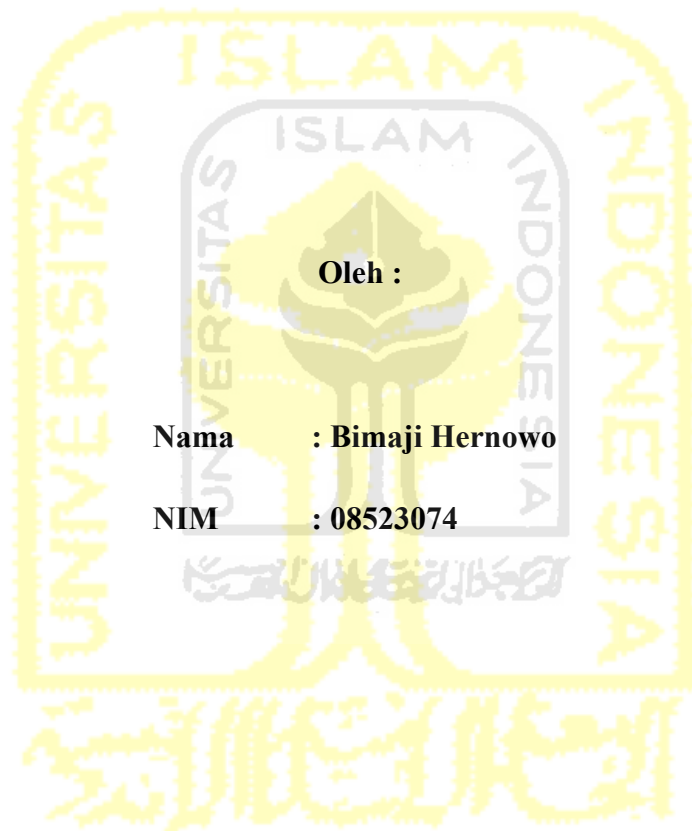 ISLAM
UNIVERSITAS
INDONESIA
ISLAM
UNIVERSITAS
INDONESIA
Oleh :
Nama : Bimaji Hernowo
NIM : 08523074